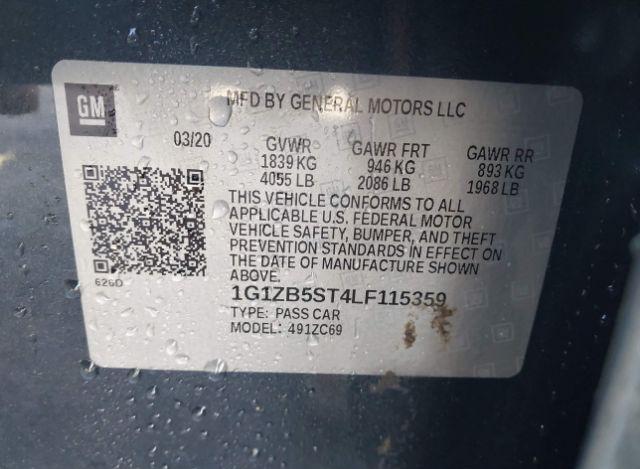 GM
MFD BY GENERAL MOTORS LLC
03/20 GVWR GAWR FRT GAWR RR
1839 KG 946 KG 893 KG
4055 LB 2086 LB 1968 LB
THIS VEHICLE CONFORMS TO ALL
APPLICABLE U.S. FEDERAL MOTOR
VEHICLE SAFETY, BUMPER, AND THEFT
PREVENTION STANDARDS IN EFFECT ON
THE DATE OF MANUFACTURE SHOWN
ABOVE.
626D
1G1ZB5ST4LF115359
TYPE: PASS CAR
MODEL: 491ZC69